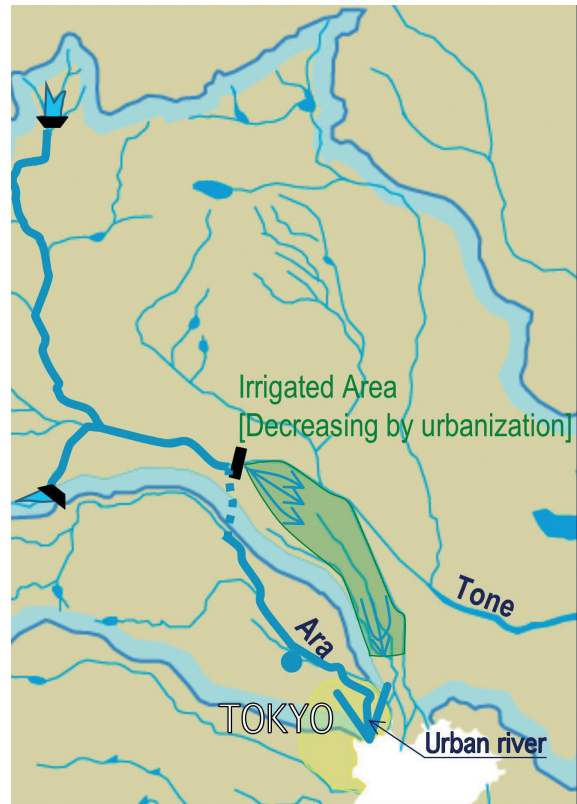 Irrigated Area
[Decreasing by urbanization]
Tone
Ara
TOKYO
Urban river